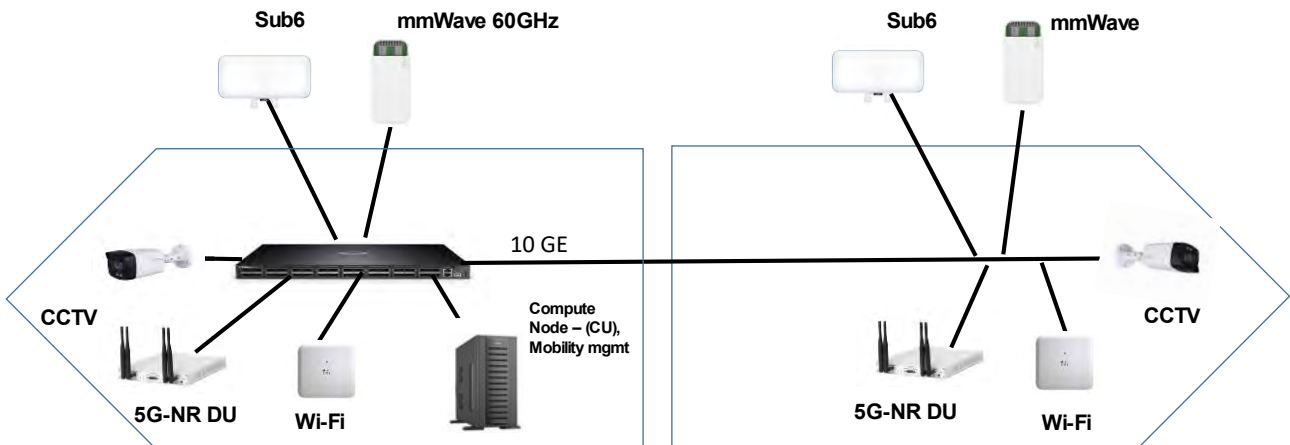 Sub6
mmWave 60GHz
Sub6
mmWave
10 GE
CCTV
Compute
Node – (CU),
Mobility mgmt
CCTV
5G-NR DU
Wi-Fi
5G-NR DU
Wi-Fi